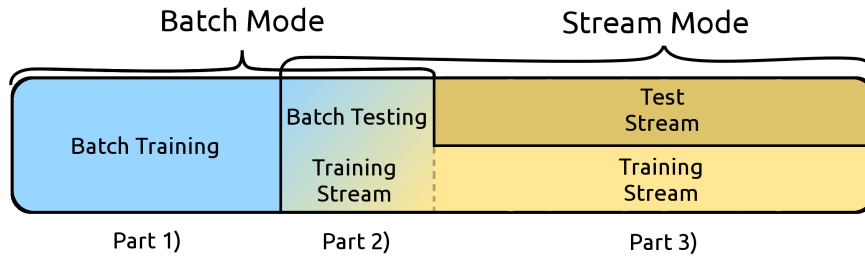 Batch Mode
Stream Mode
Batch Training
Batch Testing
Training
Stream
Test
Stream
Training
Stream
Part 1)
Part 2)
Part 3)